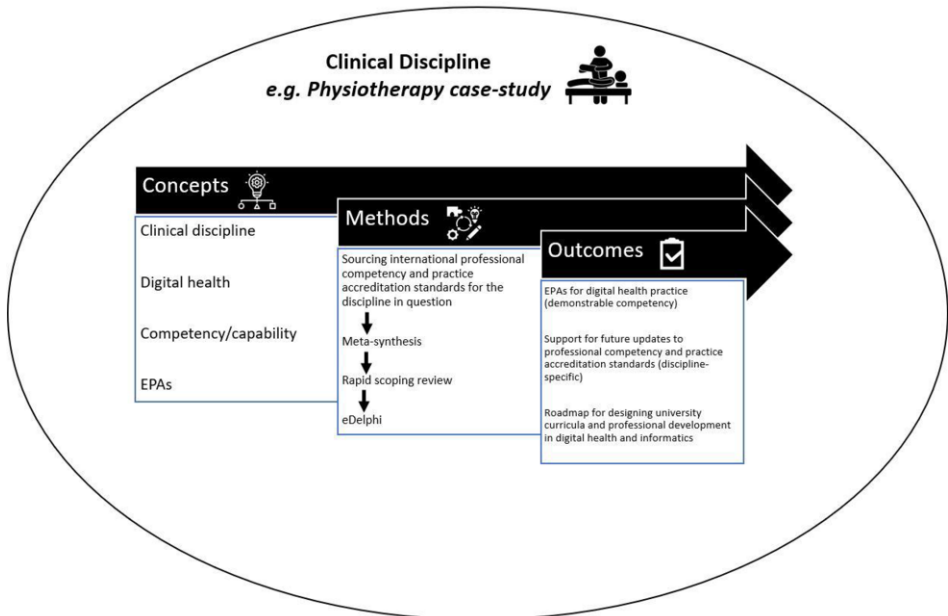 Clinical Discipline
e.g. Physiotherapy case-study
Concepts
Clinical discipline
Digital health
Competency/capability
EPAs
Methods
Sourcing international professional
competency and practice
accreditation standards for the
discipline in question
Meta-synthesis
Rapid scoping review
eDelphi
Outcomes
EPAs for digital health practice
(demonstrable competency)
Support for future updates to
professional competency and practice
accreditation standards (discipline-
specific)
Roadmap for designing university
curricula and professional development
in digital health and informatics